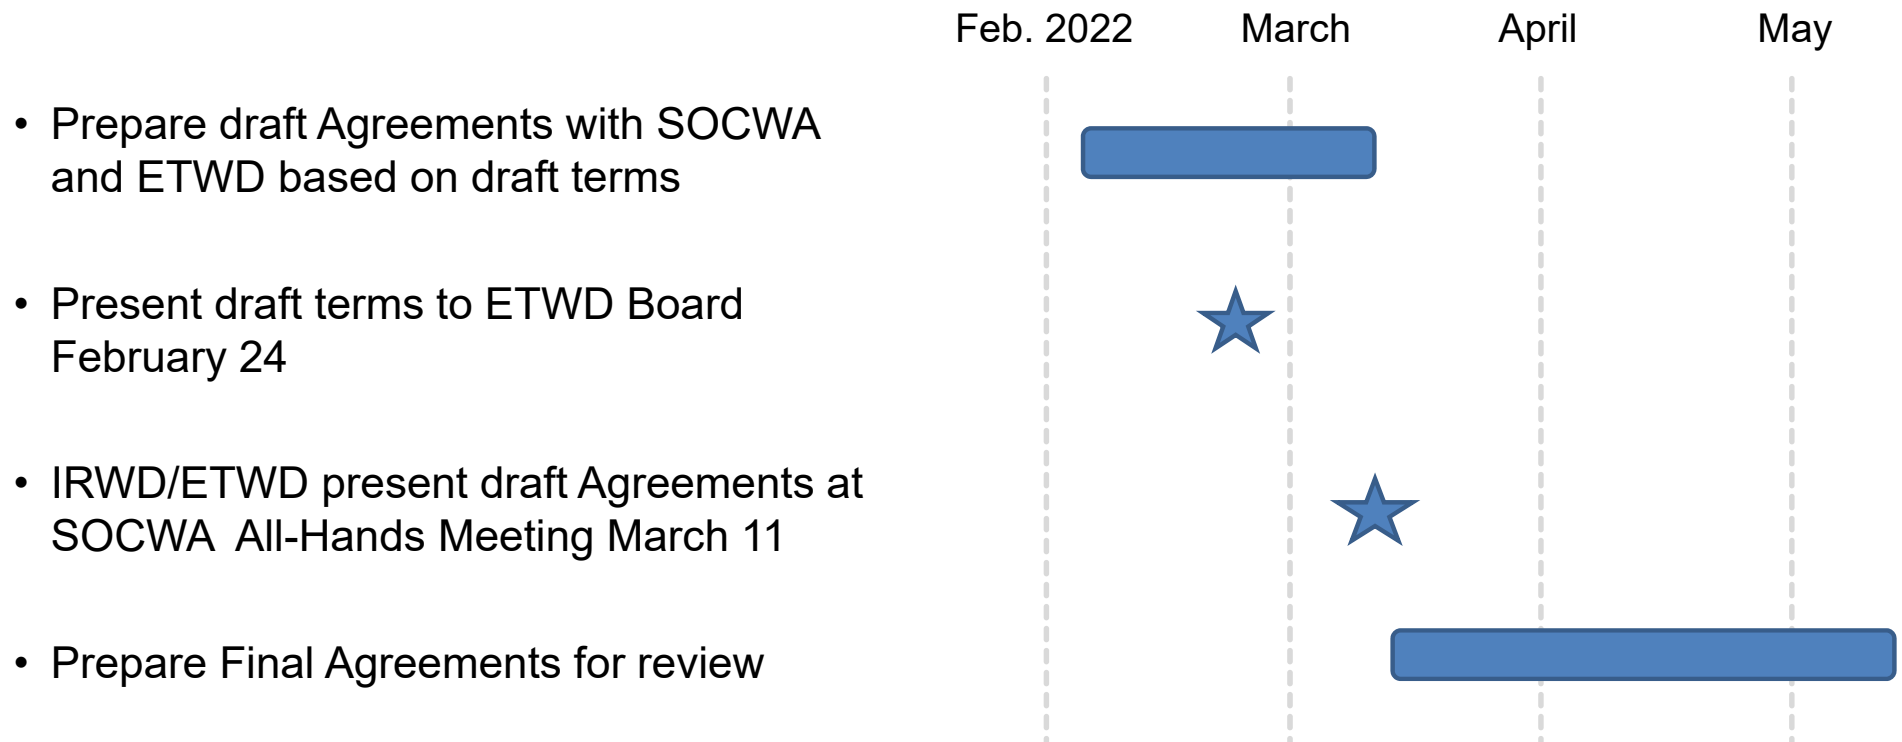 Feb. 2022 March April May
• Prepare draft Agreements with SOCWA
and ETWD based on draft terms
• Present draft terms to ETWD Board
February 24
• IRWD/ETWD present draft Agreements at
SOCWA  All-Hands Meeting March 11
• Prepare Final Agreements for review